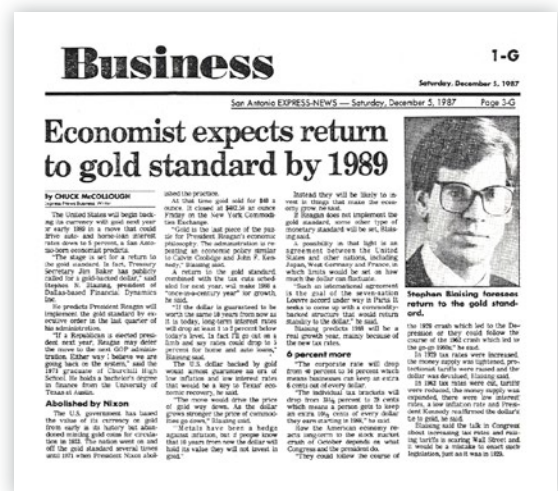 Business
1-G
Saturday, December 5, 1987
San Antonio EXPRESS-NEWS — Saturday, December 5, 1987 Page 3-G
Economist expects return
to gold standard by 1989
by CHUCK McCOLLOUGH
Express-News Business Writer
The United States will begin back-
ing its currency with gold next year
or early 1989 in a move that could
drive auto- and home-loan interest
rates down to 5 percent, a San Anto-
nio-born economist predicts.
"The stage is set for a return to
the gold standard. In fact, Treasury
Secretary Jim Baker has publicly
called for a gold-backed dollar," said
Stephen N. Blaising, president of
Dallas-based Financial Dynamics
Inc.
He predicts President Reagan will
implement the gold standard by ex-
ecutive order in the last quarter of
his administration.
"If a Republican is elected presi-
dent next year, Reagan may defer
the move to the next GOP adminis-
tration. Either way I believe we are
going back on the system," said the
1971 graduate of Churchill High
School. He holds a bachelor's degree
in finance from the University of
Texas at Austin.
Abolished by Nixon
The U.S. government has based
the value of its currency on gold
from early in its history but aban-
doned minting gold coins for circula-
tion in 1933. The nation went on and
off the gold standard several times
until 1971 when President Nixon abol-
ished the practice.
At that time gold sold for $40 a
ounce. It closed at $492.50 an ounce
Friday on the New York Commodi-
ties Exchange.
"Gold is the last piece of the puz-
zle for President Reagan's economic
philosophy. The administration is re-
peating an economic policy similar
to Calvin Coolidge and John F. Ken-
nedy," Blaising said.
A return in the gold standard,
combined with the tax cuts sched-
uled for next year, will make 1988 a
"once-in-a-century year" for growth,
he said.
"If the dollar is guaranteed to be
worth the same 10 years from now as
it is today, long-term interest rates
will drop at least 1 to 2 percent below
today's level. In fact I'll go out on a
limb and say rates could drop to 5
percent for home and auto loans,"
Blaising said.
The U.S. dollar backed by gold
would across guarantee an era of
low inflation and low interest rates
that would be a key to Texas' eco-
nomic recovery, he said.
"The move would drive the price
of gold way down. As the dollar
grows stronger the price of commod-
ities go down," Blaising said.
"Metals have been a hedge
against inflation, but if people know
that 10 years from now the dollar will
hold its value they will not invest in
gold."
Instead they will be likely to in-
vest in things that make the econ-
omy grow, he said.
If Reagan does not implement the
gold standard, some other type of
monetary standard will be set, Blais-
ing said.
A possibility in that light is an
agreement between the United
States and other nations, including
Japan, West Germany and France, in
which limits would be set on how
much the dollar can fluctuate.
"Such an international agreement
is the goal of the seven-nation
Louvre accord under way in Paris. It
seeks to come up with a commodity-
backed structure that would return
stability to the dollar," he said.
Blaising predicts 1988 will be a
real growth year, mainly because of
the new tax rates.
6 percent more
"The corporate rate will drop
from 40 percent to 34 percent which
means businesses can keep an extra
6 cents out of every dollar.
"The individual tax brackets will
drop from 38½ percent to 28 cents
which means a person gets to keep
an extra 10½ cents of every dollar
they earn starting in 1988," he said.
How the American economy re-
acts long-term to the stock market
crash of October depends on what
Congress and the president do.
"They could follow the course of
Stephen Blaising foresees
return to the gold stand-
ard.
the 1929 crash which led to the De-
pression or they could follow the
course of the 1962 crash which led to
the go-go 1960s," he said.
In 1929 tax rates were increased,
the money supply was tightened, pro-
tectionist tariffs were raised and the
dollar was devalued, Blaising said.
In 1962 tax rates were cut, tariffs
were reduced, the money supply was
expanded, there were low interest
rates, a low inflation rate and Presi-
dent Kennedy reaffirmed the dollar's
tie to gold, he said.
Blaising said the talk in Congress
about increasing tax rates and rais-
ing tariffs is scaring Wall Street and
it would be a mistake to enact such
legislation, just as it was in 1929.